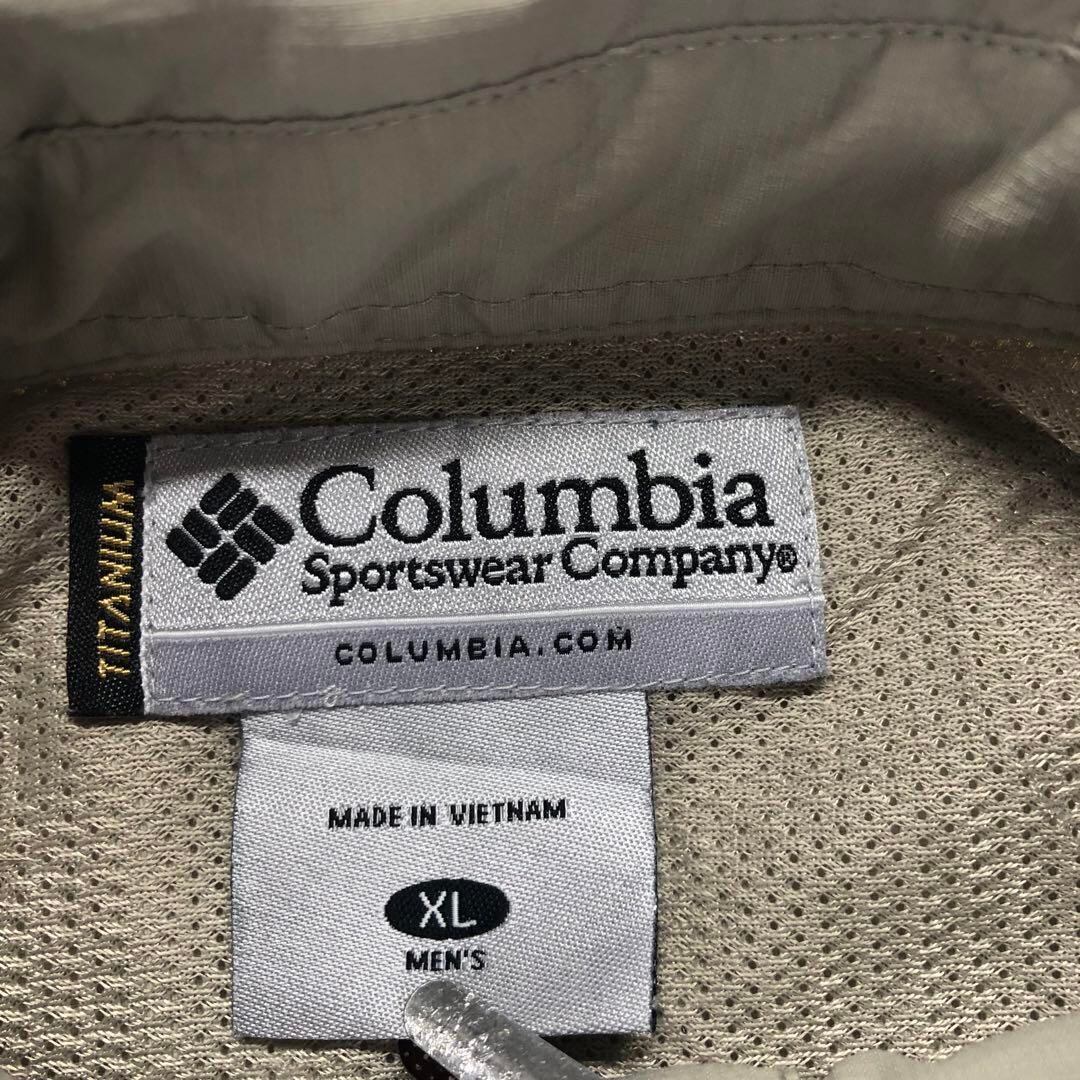 TITANIUM
Columbia
Sportswear Company®
COLUMBIA.COM
MADE IN VIETNAM
XL
MEN'S